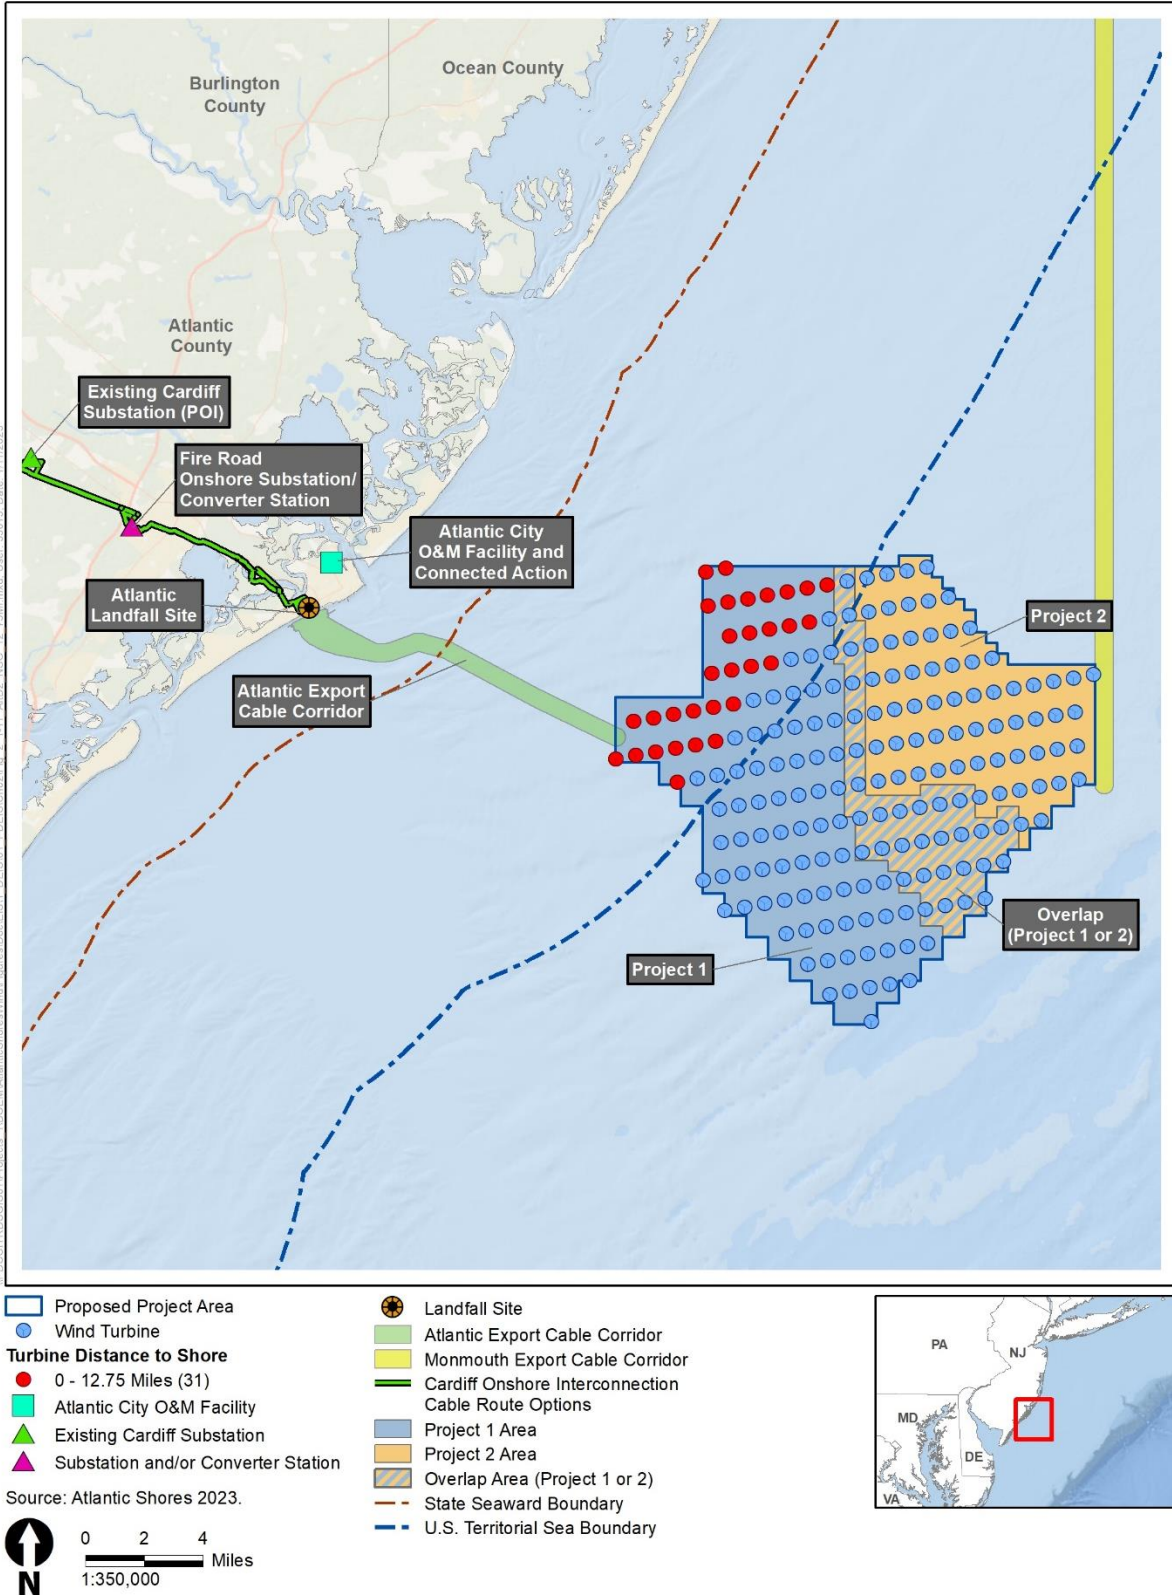 Ocean County
Burlington
County
Atlantic
County
Existing Cardiff
Substation (POI)
Fire Road
Onshore Substation/
Converter Station
Atlantic City
O&M Facility and
Connected Action
Atlantic
Landfall Site
Atlantic Export
Cable Corridor
Project 2
Overlap
(Project 1 or 2)
Project 1
Proposed Project Area
Wind Turbine
Turbine Distance to Shore
0 - 12.75 Miles (31)
Atlantic City O&M Facility
Existing Cardiff Substation
Substation and/or Converter Station
Source: Atlantic Shores 2023.
N
0 2 4
Miles
1:350,000
Landfall Site
Atlantic Export Cable Corridor
Monmouth Export Cable Corridor
Cardiff Onshore Interconnection
Cable Route Options
Project 1 Area
Project 2 Area
Overlap Area (Project 1 or 2)
State Seaward Boundary
U.S. Territorial Sea Boundary
PA
NJ
MD
DE
VA